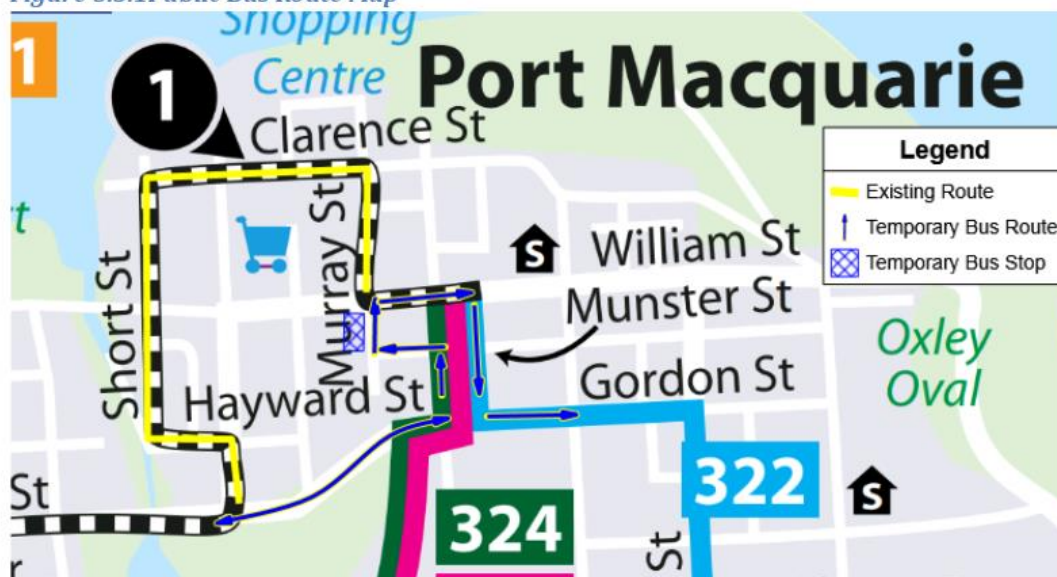 Shopping
Centre
1
1
Port Macquarie
Clarence St
Legend
Existing Route
Temporary Bus Route
Temporary Bus Stop
S
William St
Munster St
Murray St
Short St
Hayward St
Gordon St
Oxley
Oval
t
St
322
S
324
St
r